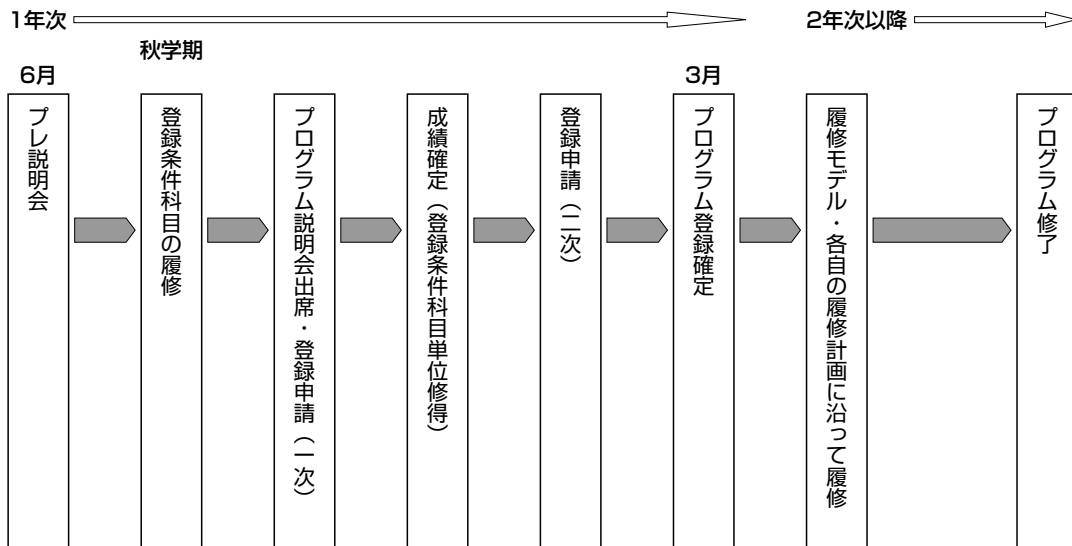 1年次
2年次以降
秋学期
6月
3月
プレ説明会
登録条件科目の履修
プログラム説明会出席・登録申請（一次）
成績確定（登録条件科目単位修得）
登録申請（二次）
プログラム登録確定
履修モデル・各自の履修計画に沿って履修
プログラム修了